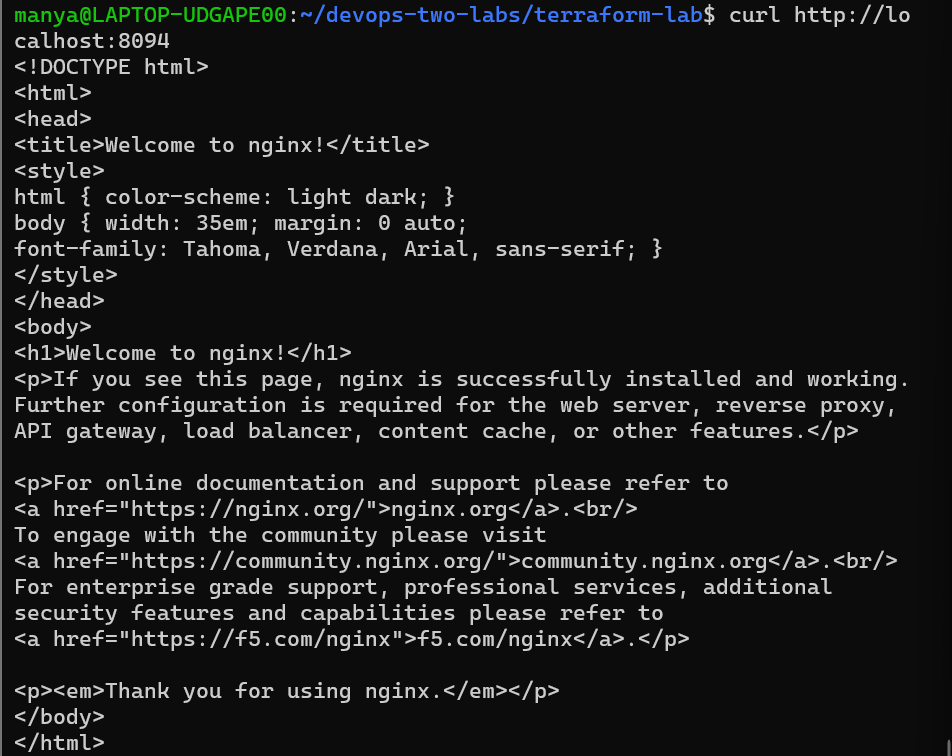 manya@LAPTOP-UDGAPE00:~/devops-two-labs/terraform-lab$ curl http://lo
calhost:8094
<!DOCTYPE html>
<html>
<head>
<title>Welcome to nginx!</title>
<style>
html { color-scheme: light dark; }
body { width: 35em; margin: 0 auto;
font-family: Tahoma, Verdana, Arial, sans-serif; }
</style>
</head>
<body>
<h1>Welcome to nginx!</h1>
<p>If you see this page, nginx is successfully installed and working.
Further configuration is required for the web server, reverse proxy,
API gateway, load balancer, content cache, or other features.</p>

<p>For online documentation and support please refer to
<a href="https://nginx.org/">nginx.org</a>.<br/>
To engage with the community please visit
<a href="https://community.nginx.org/">community.nginx.org</a>.<br/>
For enterprise grade support, professional services, additional
security features and capabilities please refer to
<a href="https://f5.com/nginx">f5.com/nginx</a>.</p>

<p><em>Thank you for using nginx.</em></p>
</body>
</html>